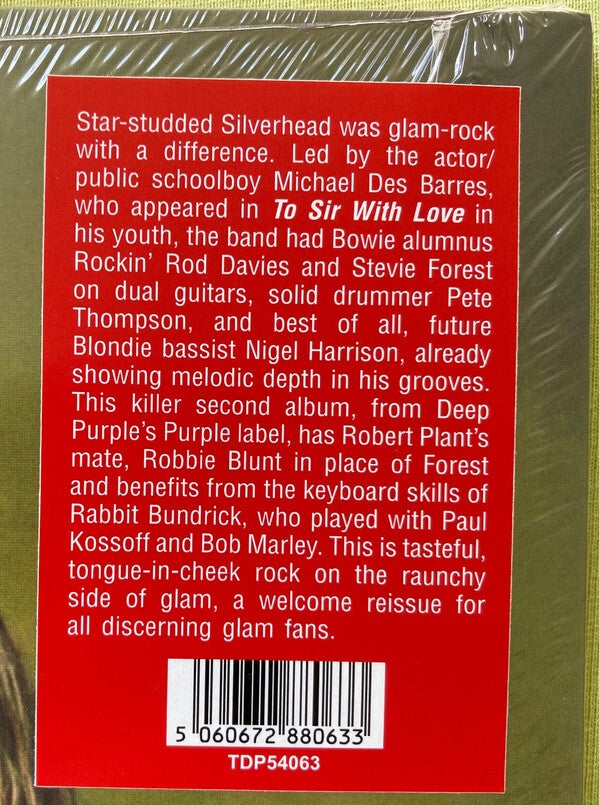 Star-studded Silverhead was glam-rock
with a difference. Led by the actor/
public schoolboy Michael Des Barres,
who appeared in To Sir With Love in
his youth, the band had Bowie alumnus
Rockin’ Rod Davies and Stevie Forest
on dual guitars, solid drummer Pete
Thompson, and best of all, future
Blondie bassist Nigel Harrison, already
showing melodic depth in his grooves.
This killer second album, from Deep
Purple’s Purple label, has Robert Plant’s
mate, Robbie Blunt in place of Forest
and benefits from the keyboard skills of
Rabbit Bundrick, who played with Paul
Kossoff and Bob Marley. This is tasteful,
tongue-in-cheek rock on the raunchy
side of glam, a welcome reissue for
all discerning glam fans.
5 060672 880633
TDP54063